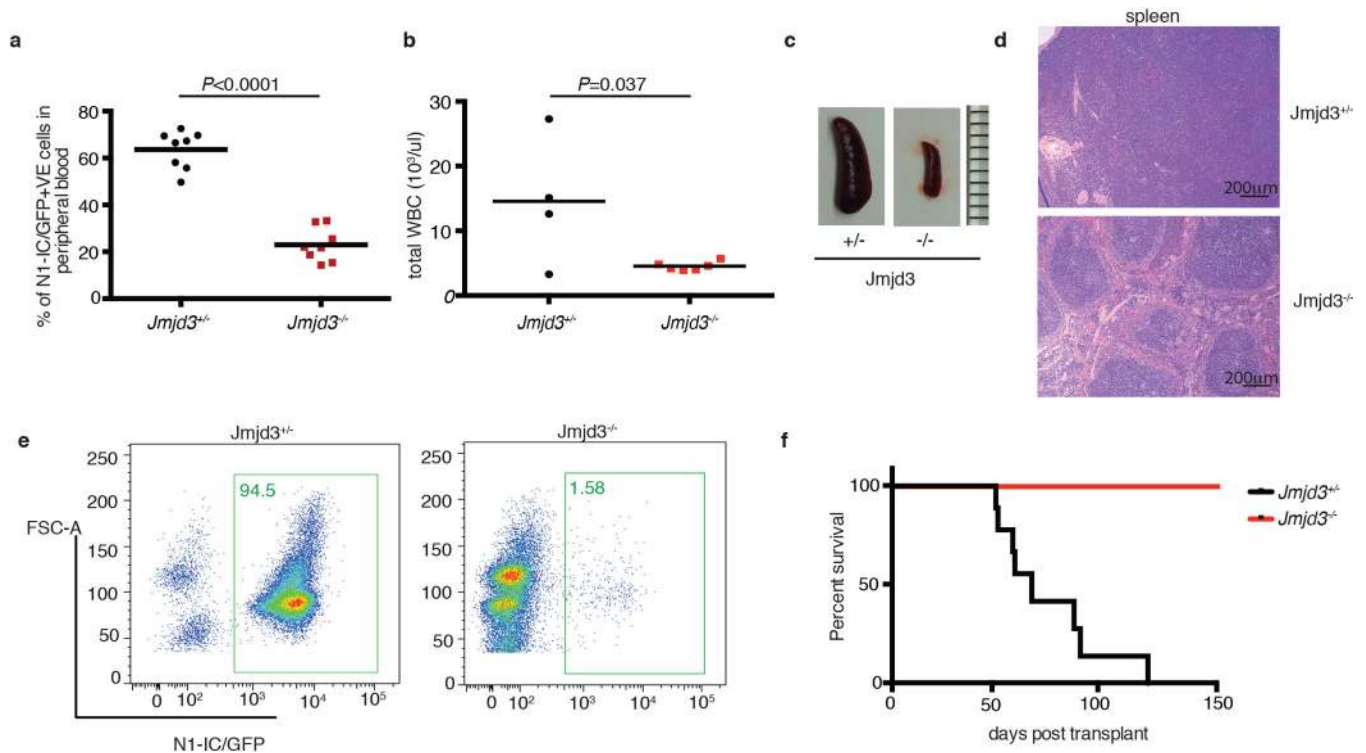 a
P<0.0001
% of N1-IC/GFP+VE cells in
peripheral blood
80
60
40
20
0
Jmjd3+/-
Jmjd3-/-
b
P=0.037
total WBC (10³/ul)
30
20
10
0
Jmjd3+/-
Jmjd3-/-
c
+/-
-/-
Jmjd3
d
spleen
Jmjd3+/-
200μm
Jmjd3-/-
200μm
e
Jmjd3+/-
250
200
150
100
50
0
94.5
FSC-A
0 10² 10³ 10⁴ 10⁵
N1-IC/GFP
Jmjd3-/-
250
200
150
100
50
0
1.58
0 10² 10³ 10⁴ 10⁵
f
Percent survival
100
50
0
0 50 100 150
days post transplant
Jmjd3+/-
Jmjd3-/-